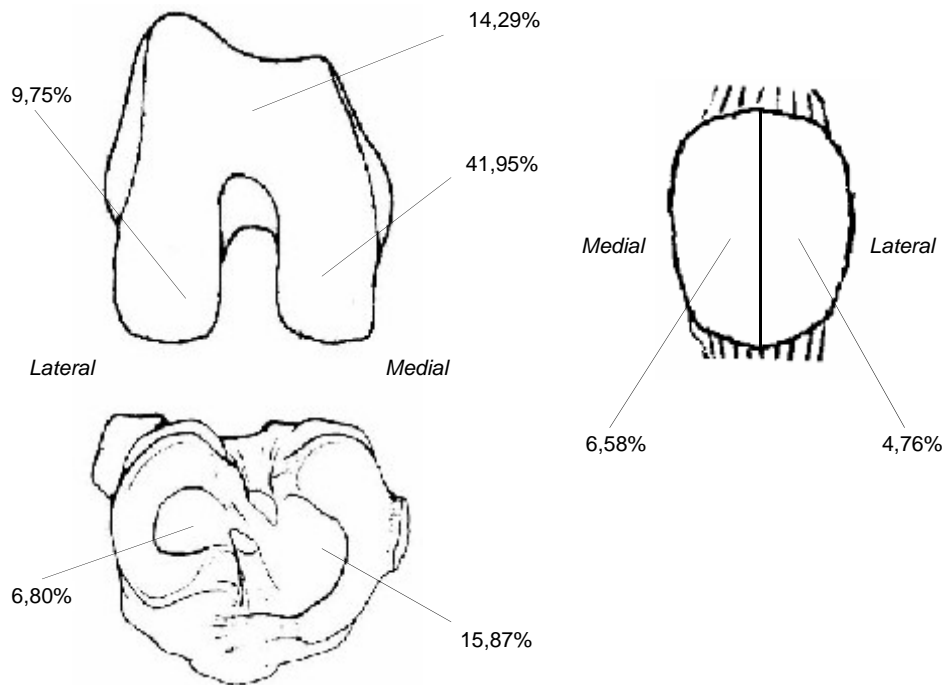 14,29%
9,75%
41,95%
Medial
Lateral
Lateral
Medial
6,58%
4,76%
6,80%
15,87%